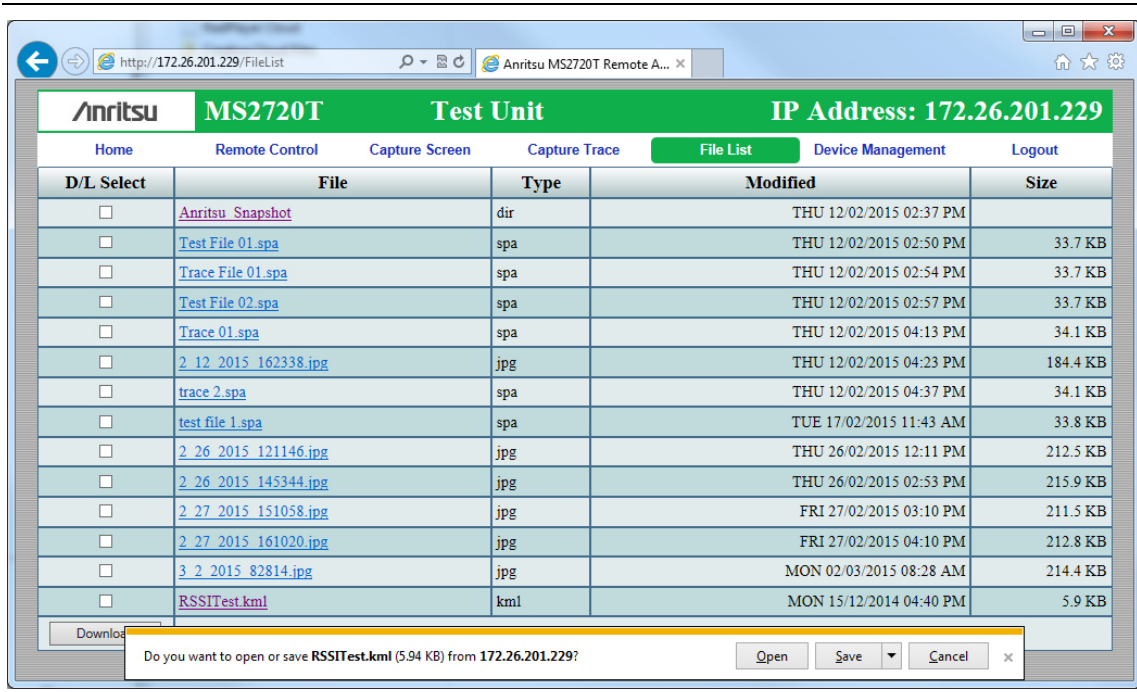 http://172.26.201.229/FileList
Anritsu MS2720T Remote A...
Anritsu MS2720T Test Unit IP Address: 172.26.201.229
Home Remote Control Capture Screen Capture Trace File List Device Management Logout
D/L Select File Type Modified Size
Anritsu_Snapshot dir THU 12/02/2015 02:37 PM
Test File 01.spa spa THU 12/02/2015 02:50 PM 33.7 KB
Trace File 01.spa spa THU 12/02/2015 02:54 PM 33.7 KB
Test File 02.spa spa THU 12/02/2015 02:57 PM 33.7 KB
Trace 01.spa spa THU 12/02/2015 04:13 PM 34.1 KB
2_12_2015_162338.jpg jpg THU 12/02/2015 04:23 PM 184.4 KB
trace 2.spa spa THU 12/02/2015 04:37 PM 34.1 KB
test file 1.spa spa TUE 17/02/2015 11:43 AM 33.8 KB
2_26_2015_121146.jpg jpg THU 26/02/2015 12:11 PM 212.5 KB
2_26_2015_145344.jpg jpg THU 26/02/2015 02:53 PM 215.9 KB
2_27_2015_151058.jpg jpg FRI 27/02/2015 03:10 PM 211.5 KB
2_27_2015_161020.jpg jpg FRI 27/02/2015 04:10 PM 212.8 KB
3_2_2015_82814.jpg jpg MON 02/03/2015 08:28 AM 214.4 KB
RSSITest.kml kml MON 15/12/2014 04:40 PM 5.9 KB
Do you want to open or save RSSITest.kml (5.94 KB) from 172.26.201.229? Open Save Cancel